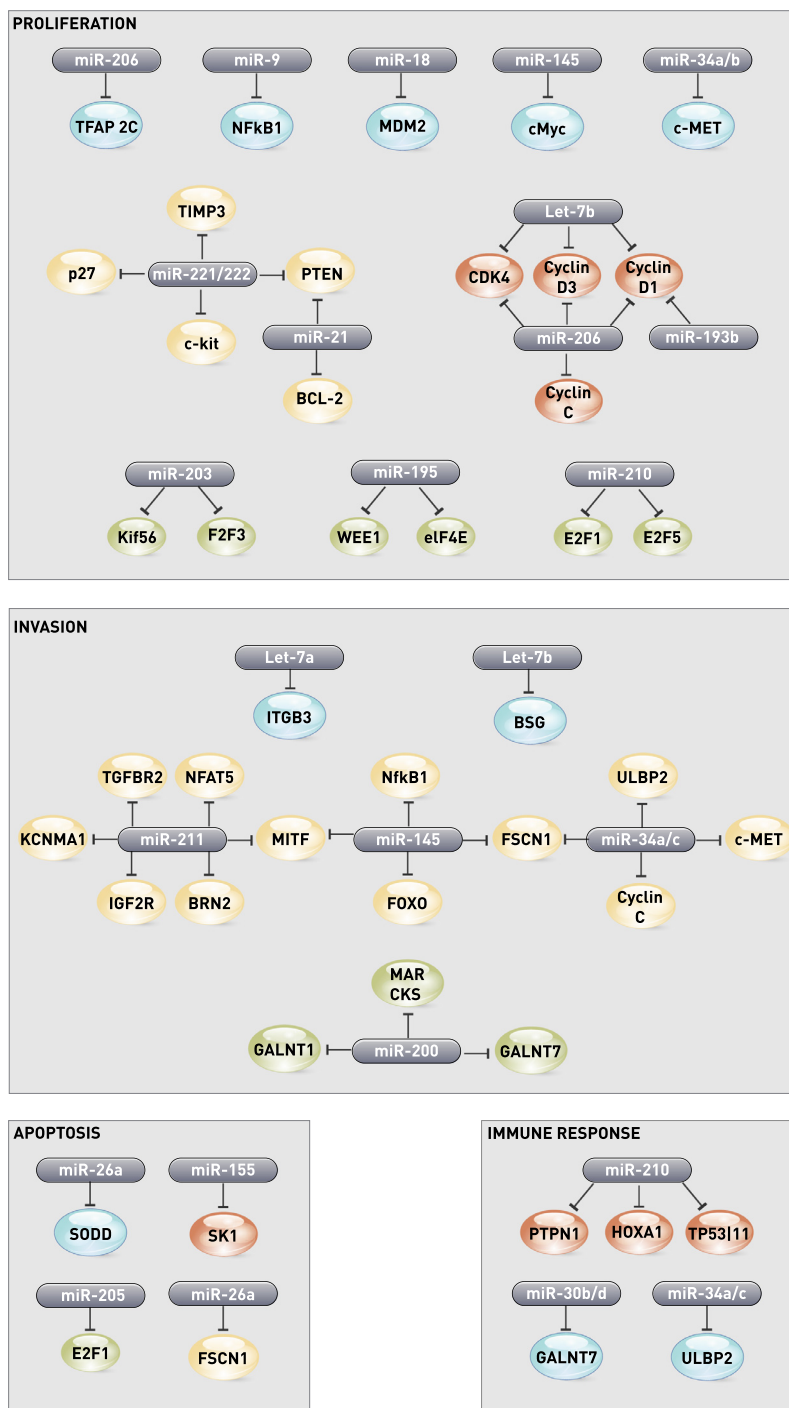 PROLIFERATION
miR-206
miR-9
miR-18
miR-145
miR-34a/b
TFAP 2C
NFkB1
MDM2
cMyc
c-MET
TIMP3
p27
miR-221/222
PTEN
c-kit
miR-21
BCL-2
Let-7b
CDK4
Cyclin
D3
Cyclin
D1
miR-206
miR-193b
Cyclin
C
miR-203
miR-195
miR-210
Kif56
F2F3
WEE1
elF4E
E2F1
E2F5
INVASION
Let-7a
Let-7b
ITGB3
BSG
TGFBR2
NFAT5
NfkB1
ULBP2
KCNMA1
miR-211
MITF
miR-145
FSCN1
miR-34a/c
c-MET
IGF2R
BRN2
FOXO
Cyclin
C
MAR
CKS
GALNT1
miR-200
GALNT7
APOPTOSIS
miR-26a
miR-155
SODD
SK1
miR-205
miR-26a
E2F1
FSCN1
IMMUNE RESPONSE
miR-210
PTPN1
HOXA1
TP53|11
miR-30b/d
miR-34a/c
GALNT7
ULBP2